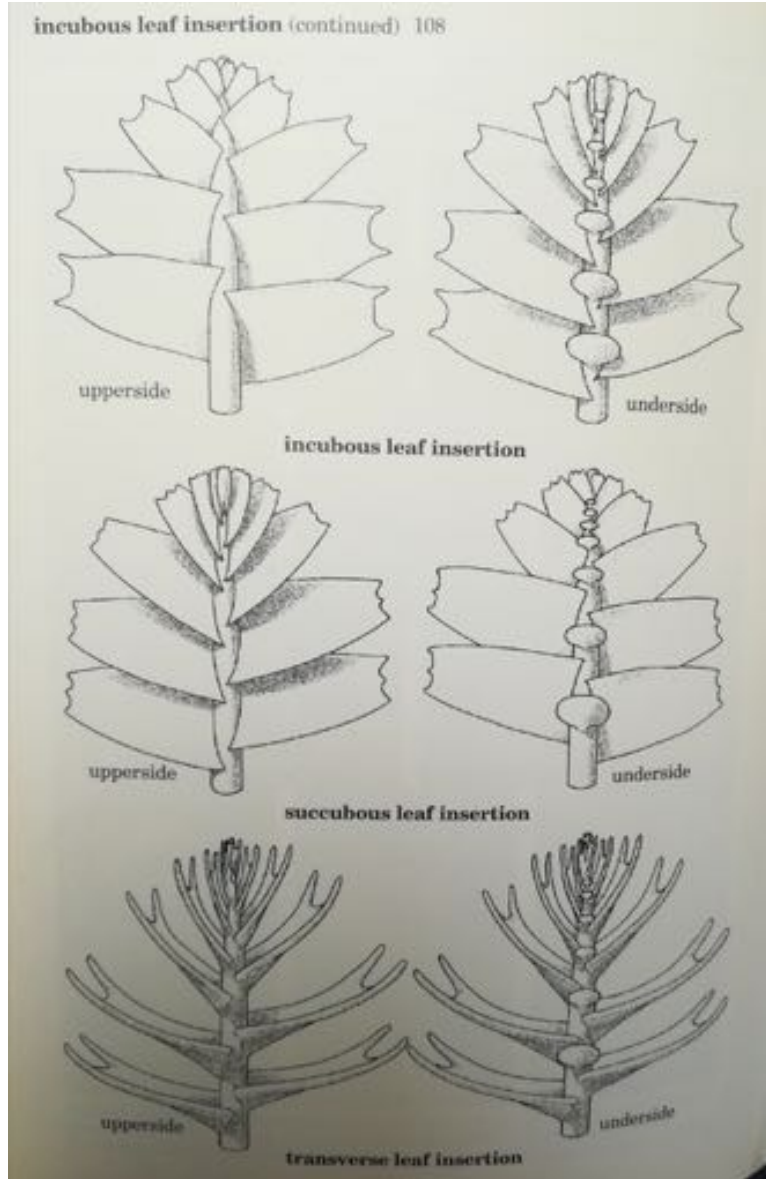 incubous leaf insertion (continued) 108
upperside
underside
incubous leaf insertion
upperside
underside
succubous leaf insertion
upperside
underside
transverse leaf insertion